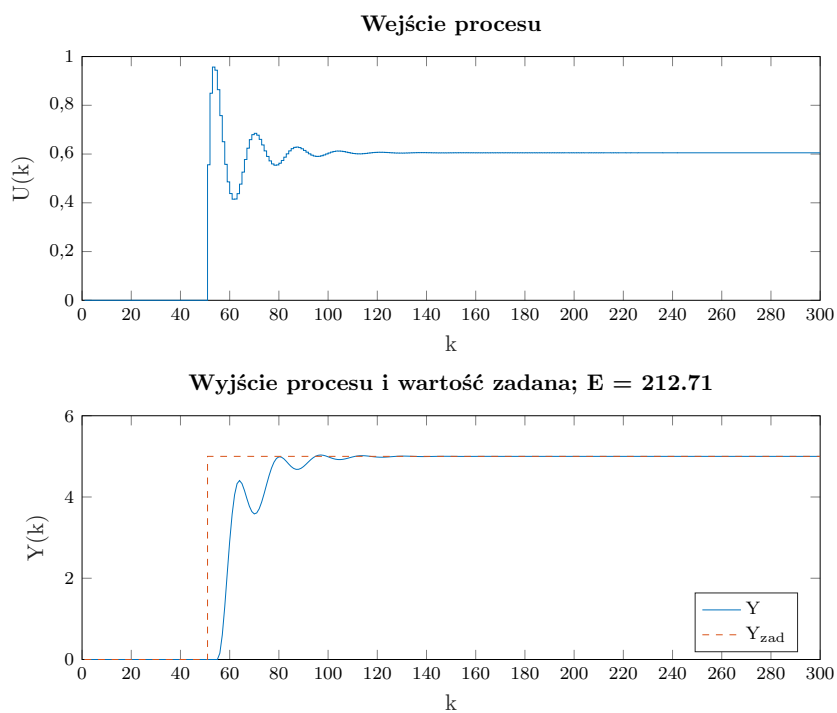 Wejście procesu
1
0,8
0,6
0,4
0,2
0
U(k)
0 20 40 60 80 100 120 140 160 180 200 220 240 260 280 300
k
Wyjście procesu i wartość zadana; E = 212.71
6
4
2
0
Y(k)
Y
Y_zad
0 20 40 60 80 100 120 140 160 180 200 220 240 260 280 300
k